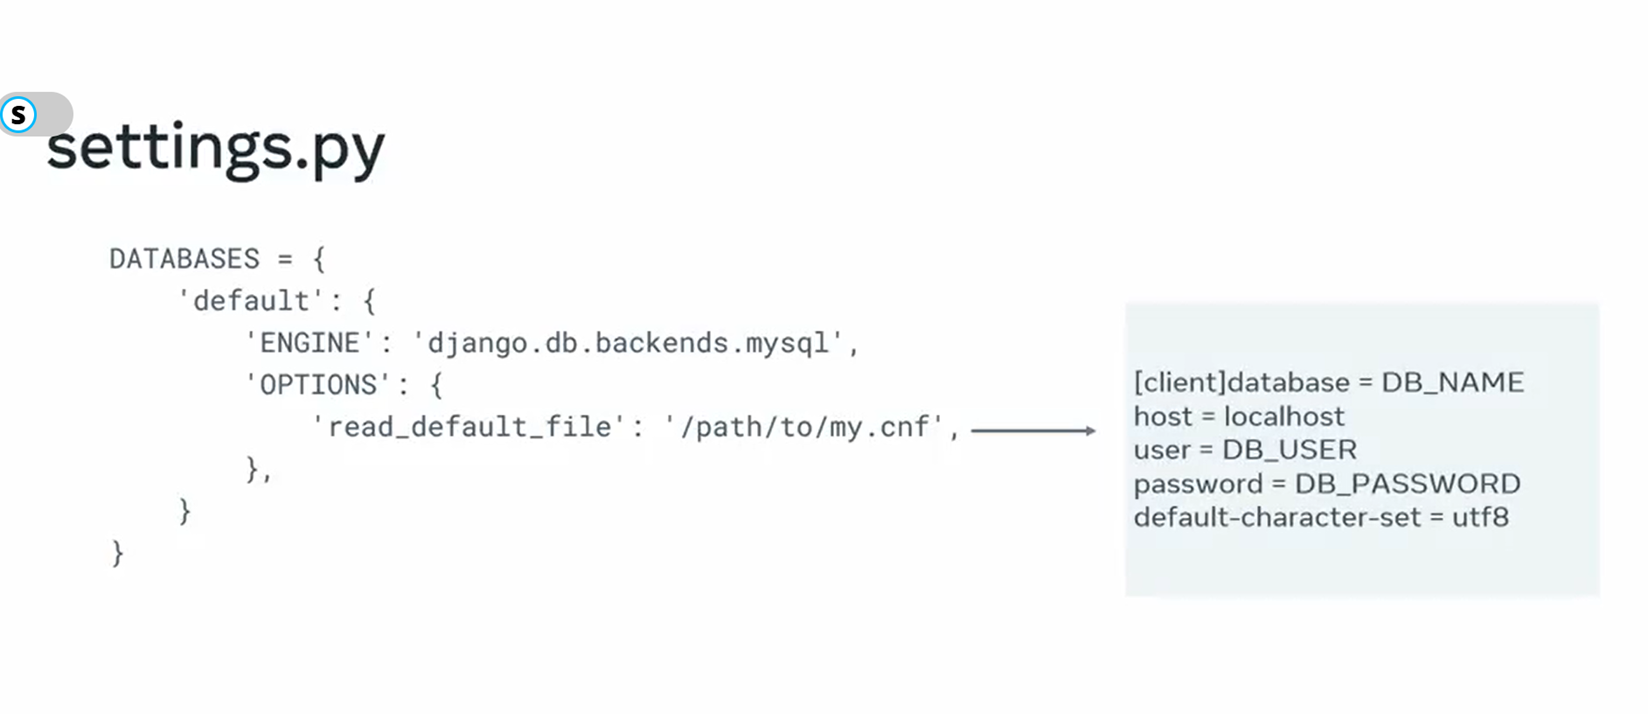 S
settings.py
DATABASES = {
'default': {
'ENGINE': 'django.db.backends.mysql',
'OPTIONS': {
'read_default_file': '/path/to/my.cnf',
},
}
}
[client]database = DB_NAME
host = localhost
user = DB_USER
password = DB_PASSWORD
default-character-set = utf8